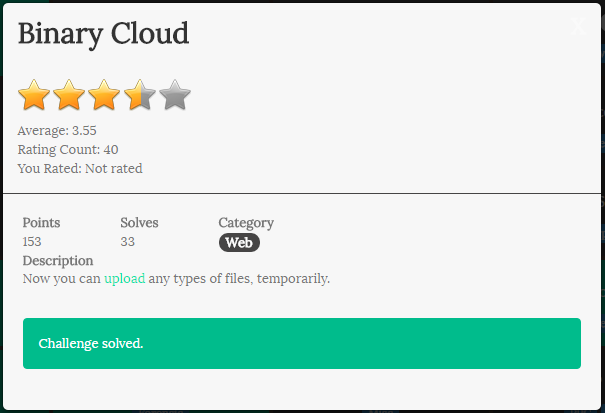 Binary Cloud
Average: 3.55
Rating Count: 40
You Rated: Not rated
Points Solves Category
153 33 Web
Description
Now you can upload any types of files, temporarily.
Challenge solved.